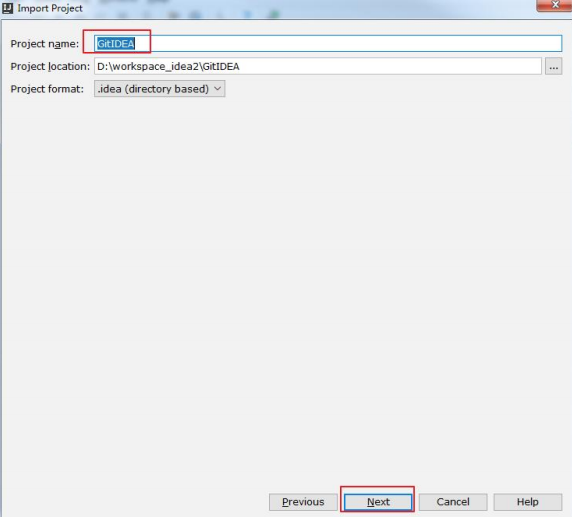 Import Project
Project name: GitIDEA
Project location: D:\workspace_idea2\GitIDEA ...
Project format: .idea (directory based)
Previous Next Cancel Help